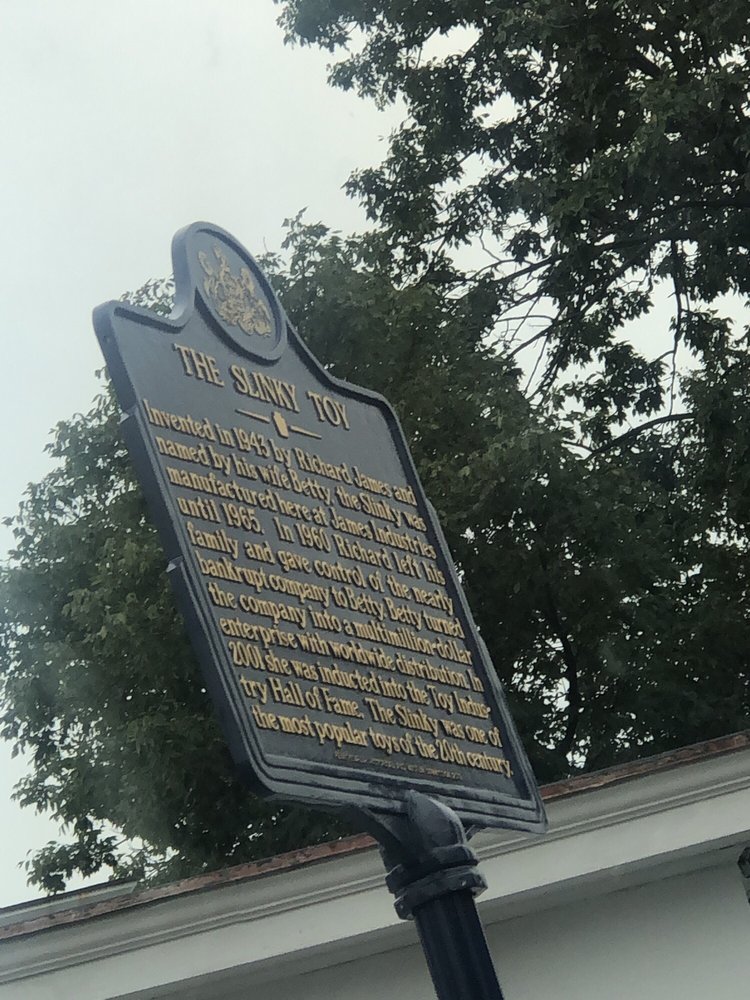 THE SLINKY TOY
Invented in 1943 by Richard James and
named by his wife Betty, the Slinky was
manufactured here at James Industries
until 1965. In 1960 Richard left his
family and gave control of the nearly
bankrupt company to Betty. Betty turned
the company into a multimillion-dollar
enterprise with worldwide distribution. In
2001 she was inducted into the Toy Indus-
try Hall of Fame. The Slinky was one of
the most popular toys of the 20th century.